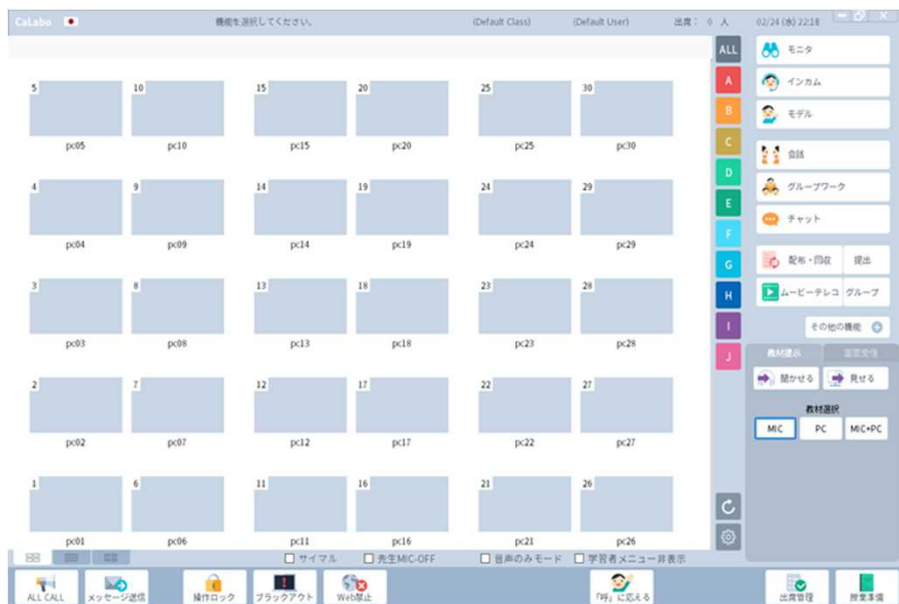 CaLabo 機能を選択してください。 (Default Class) (Default User) 出席： 0 人 02/24 (水) 22:18
ALL
A
B
C
D
E
F
G
H
I
J
5 10 15 20 25 30
pc05 pc10 pc15 pc20 pc25 pc30
4 9 14 19 24 29
pc04 pc09 pc14 pc19 pc24 pc29
3 8 13 18 23 28
pc03 pc08 pc13 pc18 pc23 pc28
2 7 12 17 22 27
pc02 pc07 pc12 pc17 pc22 pc27
1 6 11 16 21 26
pc01 pc06 pc11 pc16 pc21 pc26
モニタ
インカム
モデル
会話
グループワーク
チャット
配布・回収 提出
ムービーテレコ グループ
その他の機能
教材提示 画面受信
聞かせる 見せる
教材選択
MIC PC MIC+PC
サイマル 先生MIC-OFF 音声のみモード 学習者メニュー非表示
ALL CALL メッセージ送信 操作ロック ブラックアウト Web禁止 「呼」に応える 出席管理 授業準備